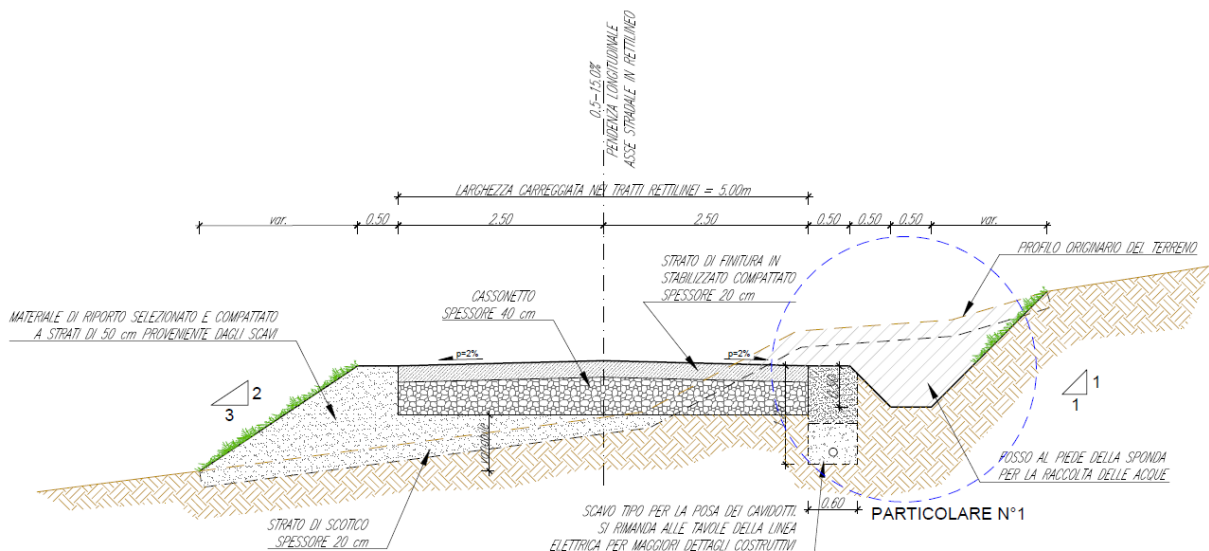 0.5-15.0%
PENDENZA LONGITUDINALE
ASSE STRADALE IN RETTILINEO
LARGHEZZA CARREGGIATA NEI TRATTI RETTILINEI = 5.00m
var.
0.50
2.50
2.50
0.50
0.50
0.50
var.
PROFILO ORIGINARIO DEL TERRENO
STRATO DI FINITURA IN
STABILIZZATO COMPATTATO
SPESSORE 20 cm
CASSONETTO
SPESSORE 40 cm
MATERIALE DI RIPORTO SELEZIONATO E COMPATTATO
A STRATI DI 50 cm PROVENIENTE DAGLI SCAVI
p=2%
p=2%
2
3
1
1
variabile
0.50
FOSSO AL PIEDE DELLA SPONDA
PER LA RACCOLTA DELLE ACQUE
0.60
PARTICOLARE N°1
STRATO DI SCOTICO
SPESSORE 20 cm
SCAVO TIPO PER LA POSA DEI CAVIDOTTI.
SI RIMANDA ALLE TAVOLE DELLA LINEA
ELETTRICA PER MAGGIORI DETTAGLI COSTRUTTIVI